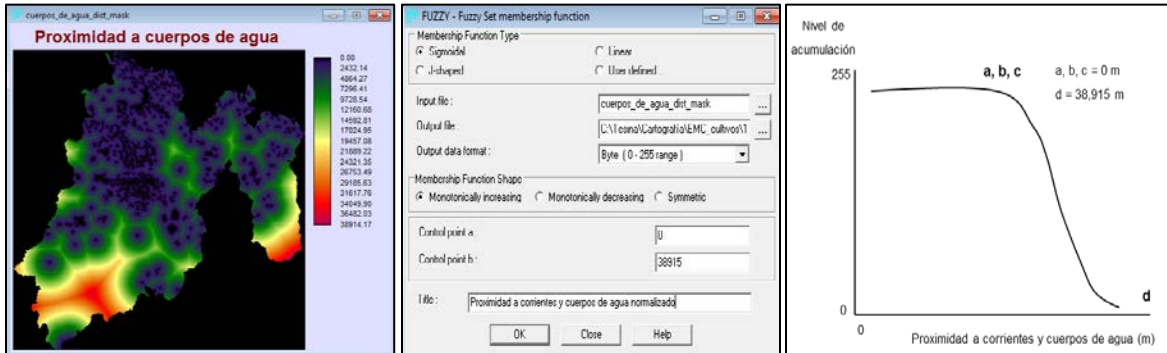 cuerpos_de_agua_dist_mask
Proximidad a cuerpos de agua
0.00
2432.14
4864.27
7296.41
9728.54
12160.68
14592.81
17024.95
19457.08
21889.22
24321.35
26753.49
29185.63
31617.76
34049.90
36482.03
38914.17
FUZZY - Fuzzy Set membership function
Membership Function Type
Sigmoidal
Linear
J-shaped
User defined...
Input file :
cuerpos_de_agua_dist_mask
...
Output file :
C:\Tesina\Cartografía\EMC_cultivos\1
...
Output data format :
Byte ( 0 - 255 range )
Membership Function Shape
Monotonically increasing
Monotonically decreasing
Symmetric
Control point a :
0
Control point b :
38915
Title :
Proximidad a corrientes y cuerpos de agua normalizado
OK
Close
Help
Nivel de
acumulación
255
a, b, c
a, b, c = 0 m
d = 38,915 m
0
d
0
Proximidad a corrientes y cuerpos de agua (m)